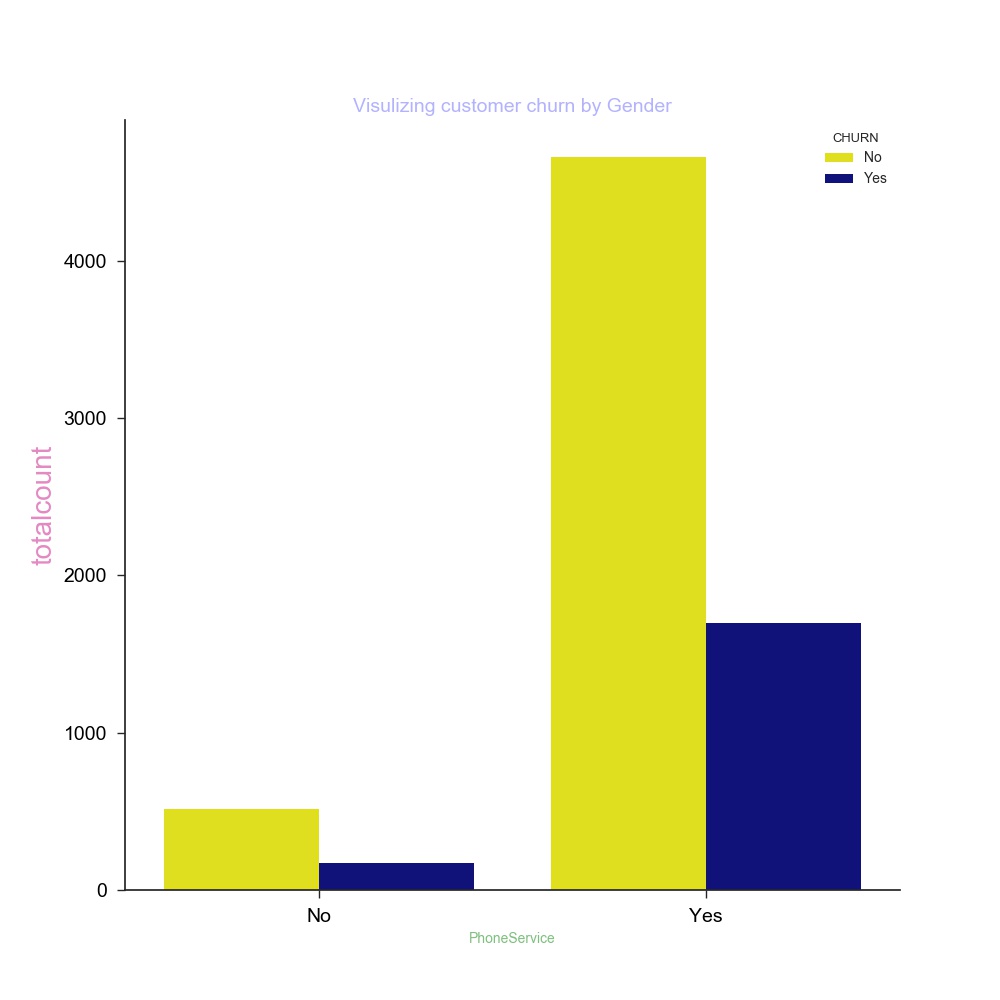 Visulizing customer churn by Gender
CHURN
No
Yes
4000
3000
2000
1000
0
totalcount
No
Yes
PhoneService